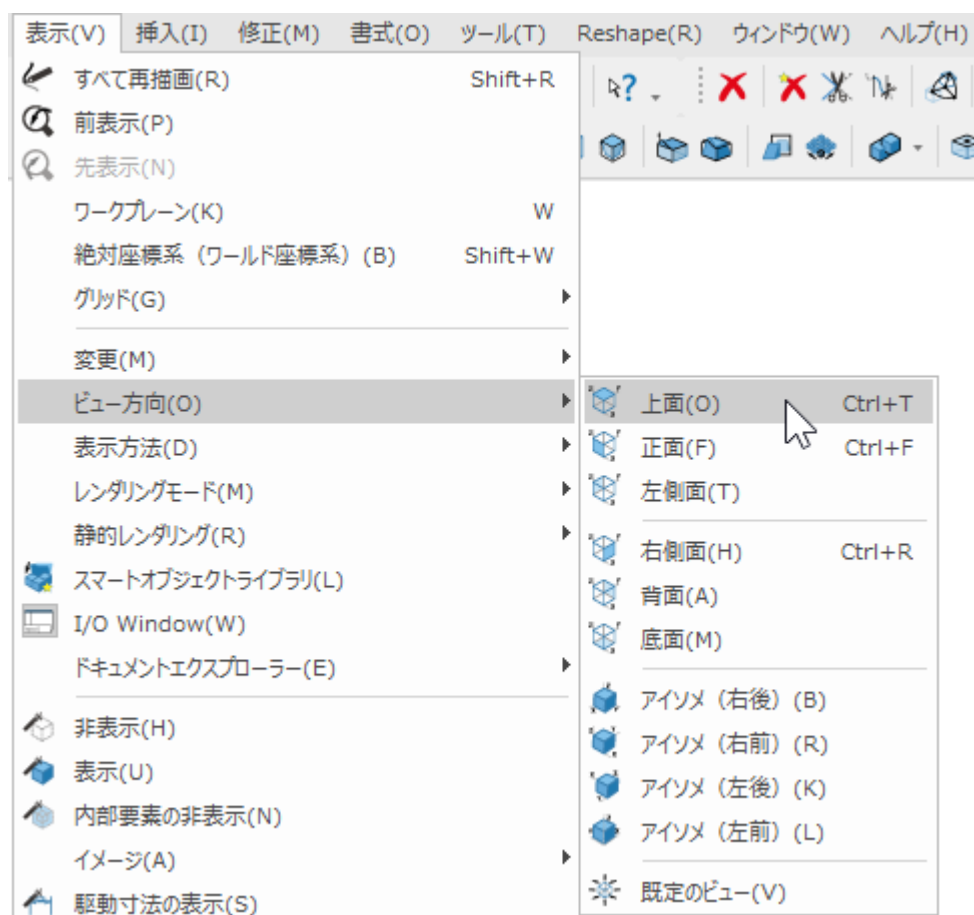 表示(V) 挿入(I) 修正(M) 書式(O) ツール(T) Reshape(R) ウィンドウ(W) ヘルプ(H)
すべて再描画(R) Shift+R
前表示(P)
先表示(N)
ワークプレーン(K) W
絶対座標系（ワールド座標系）(B) Shift+W
グリッド(G)
変更(M)
ビュー方向(O)
表示方法(D)
レンダリングモード(M)
静的レンダリング(R)
スマートオブジェクトライブラリ(L)
I/O Window(W)
ドキュメントエクスプローラー(E)
非表示(H)
表示(U)
内部要素の非表示(N)
イメージ(A)
駆動寸法の表示(S)
上面(O) Ctrl+T
正面(F) Ctrl+F
左側面(T)
右側面(H) Ctrl+R
背面(A)
底面(M)
アイソメ（右後）(B)
アイソメ（右前）(R)
アイソメ（左後）(K)
アイソメ（左前）(L)
既定のビュー(V)